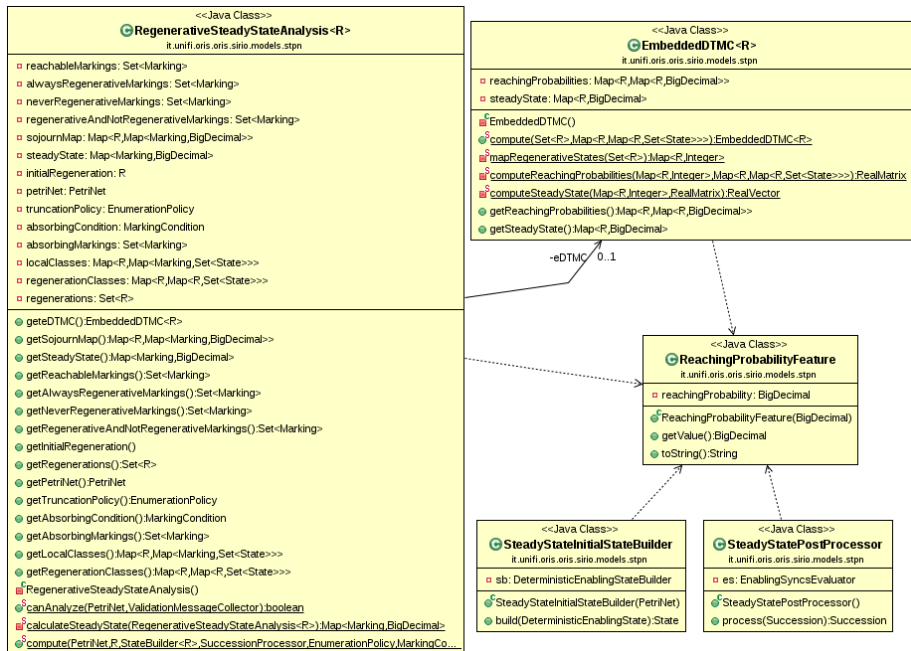 <<Java Class>>
RegenerativeSteadyStateAnalysis<R>
it.unifi.oris.oris.sirio.models.stpn
reachableMarkings: Set<Marking>
alwaysRegenerativeMarkings: Set<Marking>
neverRegenerativeMarkings: Set<Marking>
regenerativeAndNotRegenerativeMarkings: Set<Marking>
sojournMap: Map<R,Map<Marking,BigDecimal>>
steadyState: Map<Marking,BigDecimal>
initialRegeneration: R
petriNet: PetriNet
truncationPolicy: EnumerationPolicy
absorbingCondition: MarkingCondition
absorbingMarkings: Set<Marking>
localClasses: Map<R,Map<Marking,Set<State>>>
regenerationClasses: Map<R,Map<R,Set<State>>>
regenerations: Set<R>
geteDTMC():EmbeddedDTMC<R>
getSojournMap():Map<R,Map<Marking,BigDecimal>>
getSteadyState():Map<Marking,BigDecimal>
getReachableMarkings():Set<Marking>
getAlwaysRegenerativeMarkings():Set<Marking>
getNeverRegenerativeMarkings():Set<Marking>
getRegenerativeAndNotRegenerativeMarkings():Set<Marking>
getInitialRegeneration()
getRegenerations():Set<R>
getPetriNet():PetriNet
getTruncationPolicy():EnumerationPolicy
getAbsorbingCondition():MarkingCondition
getAbsorbingMarkings():Set<Marking>
getLocalClasses():Map<R,Map<Marking,Set<State>>>
getRegenerationClasses():Map<R,Map<R,Set<State>>>
RegenerativeSteadyStateAnalysis()
canAnalyze(PetriNet,ValidationMessageCollector):boolean
calculateSteadyState(RegenerativeSteadyStateAnalysis<R>):Map<Marking,BigDecimal>
compute(PetriNet,R,StateBuilder<R>,SuccessionProcessor,EnumerationPolicy,MarkingCo...
<<Java Class>>
EmbeddedDTMC<R>
it.unifi.oris.oris.sirio.models.stpn
reachingProbabilities: Map<R,Map<R,BigDecimal>>
steadyState: Map<R,BigDecimal>
EmbeddedDTMC()
compute(Set<R>,Map<R,Map<R,Set<State>>>):EmbeddedDTMC<R>
mapRegenerativeStates(Set<R>):Map<R,Integer>
computeReachingProbabilities(Map<R,Integer>,Map<R,Map<R,Set<State>>>):RealMatrix
computeSteadyState(Map<R,Integer>,RealMatrix):RealVector
getReachingProbabilities():Map<R,Map<R,BigDecimal>>
getSteadyState():Map<R,BigDecimal>
-eDTMC 0..1
<<Java Class>>
ReachingProbabilityFeature
it.unifi.oris.oris.sirio.models.stpn
reachingProbability: BigDecimal
ReachingProbabilityFeature(BigDecimal)
getValue():BigDecimal
toString():String
<<Java Class>>
SteadyStateInitialStateBuilder
it.unifi.oris.oris.sirio.models.stpn
sb: DeterministicEnablingStateBuilder
SteadyStateInitialStateBuilder(PetriNet)
build(DeterministicEnablingState):State
<<Java Class>>
SteadyStatePostProcessor
it.unifi.oris.oris.sirio.models.stpn
es: EnablingSyncsEvaluator
SteadyStatePostProcessor()
process(Succession):Succession